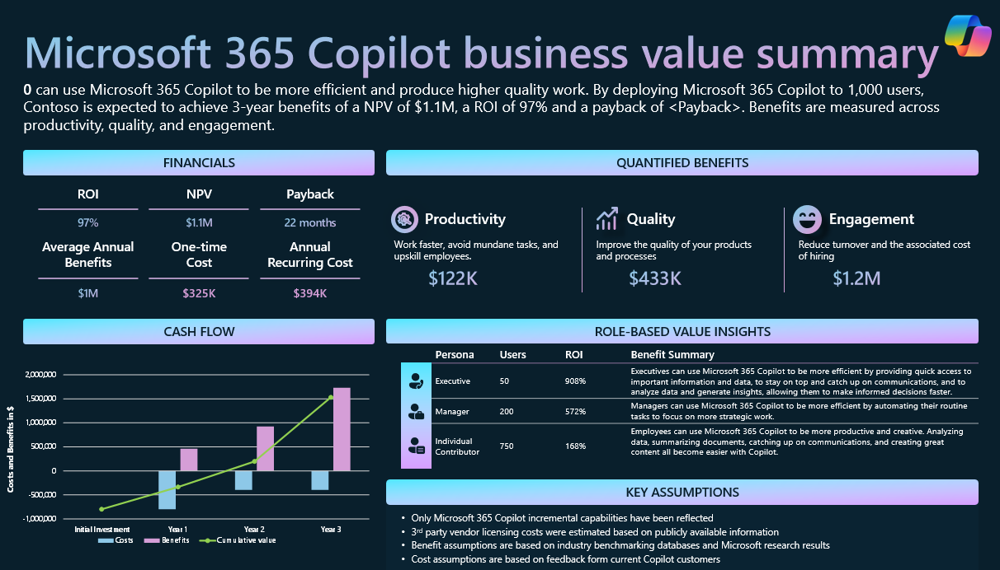 Microsoft 365 Copilot business value summary
0 can use Microsoft 365 Copilot to be more efficient and produce higher quality work. By deploying Microsoft 365 Copilot to 1,000 users,
Contoso is expected to achieve 3-year benefits of a NPV of $1.1M, a ROI of 97% and a payback of <Payback>. Benefits are measured across
productivity, quality, and engagement.
FINANCIALS
ROI
NPV
Payback
97%
$1.1M
22 months
Average Annual
Benefits
One-time
Cost
Annual
Recurring Cost
$1M
$325K
$394K
QUANTIFIED BENEFITS
Productivity
Work faster, avoid mundane tasks, and
upskill employees.
$122K
Quality
Improve the quality of your products
and processes
$433K
Engagement
Reduce turnover and the associated cost
of hiring
$1.2M
CASH FLOW
Costs and Benefits in $
2,000,000
1,500,000
1,000,000
500,000
0
-500,000
-1,000,000
Initial Investment
Year 1
Year 2
Year 3
Costs
Benefits
Cumulative value
ROLE-BASED VALUE INSIGHTS
Persona
Users
ROI
Benefit Summary
Executive
50
908%
Executives can use Microsoft 365 Copilot to be more efficient by providing quick access to
important information and data, to stay on top and catch up on communications, and to
analyze data and generate insights, allowing them to make informed decisions faster.
Manager
200
572%
Managers can use Microsoft 365 Copilot to be more efficient by automating their routine
tasks to focus on more strategic work.
Individual
Contributor
750
168%
Employees can use Microsoft 365 Copilot to be more productive and creative. Analyzing
data, summarizing documents, catching up on communications, and creating great
content all become easier with Copilot.
KEY ASSUMPTIONS
• Only Microsoft 365 Copilot incremental capabilities have been reflected
• 3rd party vendor licensing costs were estimated based on publicly available information
• Benefit assumptions are based on industry benchmarking databases and Microsoft research results
• Cost assumptions are based on feedback form current Copilot customers